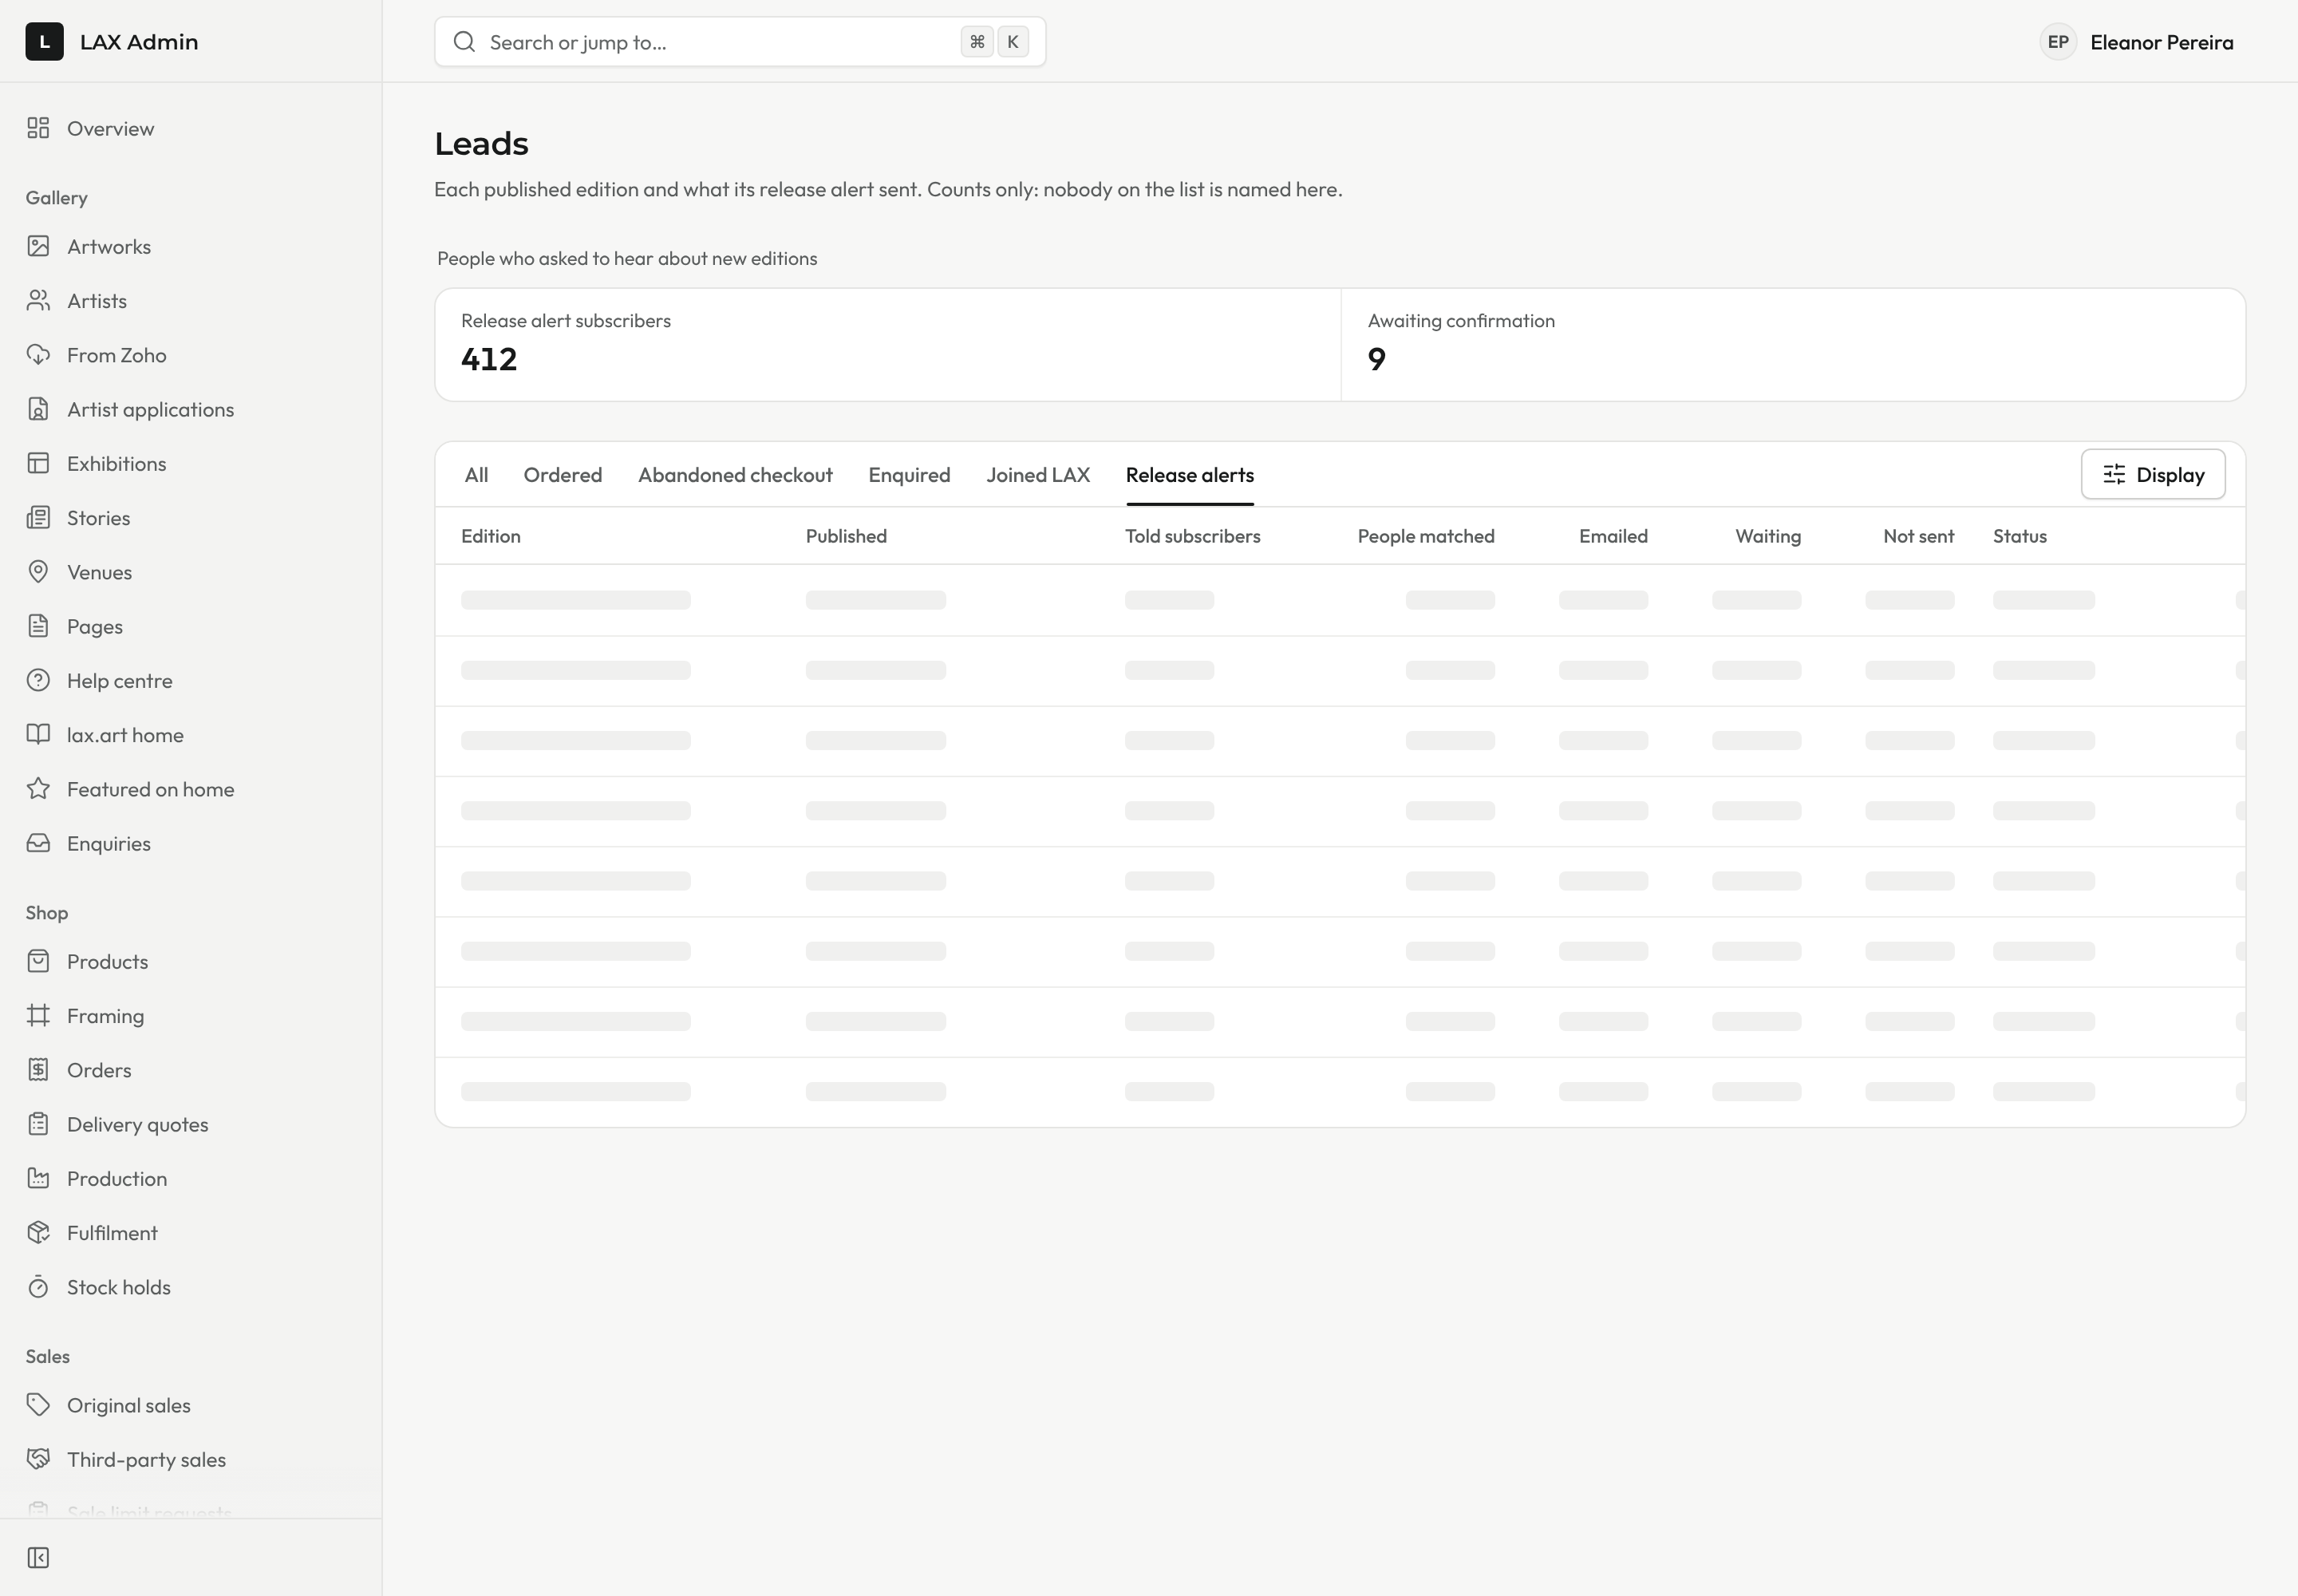 L LAX Admin
Search or jump to...
⌘ K
EP Eleanor Pereira
Overview
Gallery
Artworks
Artists
From Zoho
Artist applications
Exhibitions
Stories
Venues
Pages
Help centre
lax.art home
Featured on home
Enquiries
Shop
Products
Framing
Orders
Delivery quotes
Production
Fulfilment
Stock holds
Sales
Original sales
Third-party sales
Sale limit requests
Leads
Each published edition and what its release alert sent. Counts only: nobody on the list is named here.
People who asked to hear about new editions
Release alert subscribers
412
Awaiting confirmation
9
All Ordered Abandoned checkout Enquired Joined LAX Release alerts
Display
Edition Published Told subscribers People matched Emailed Waiting Not sent Status